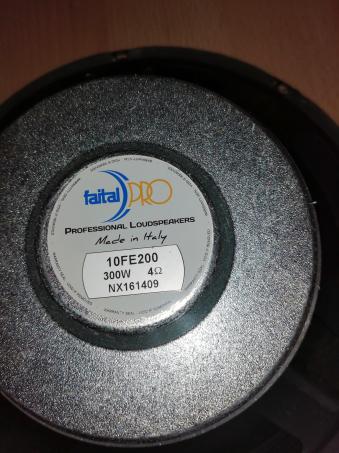 faital PRO
PROFESSIONAL LOUDSPEAKERS
Made in Italy
10FE200
300W 4Ω
NX161409